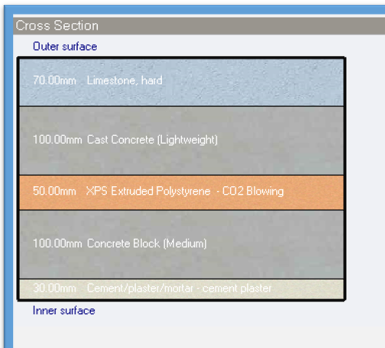 Cross Section
Outer surface
70.00mm Limestone, hard
100.00mm Cast Concrete (Lightweight)
50.00mm XPS Extruded Polystyrene - CO2 Blowing
100.00mm Concrete Block (Medium)
30.00mm Cement/plaster/mortar - cement plaster
Inner surface